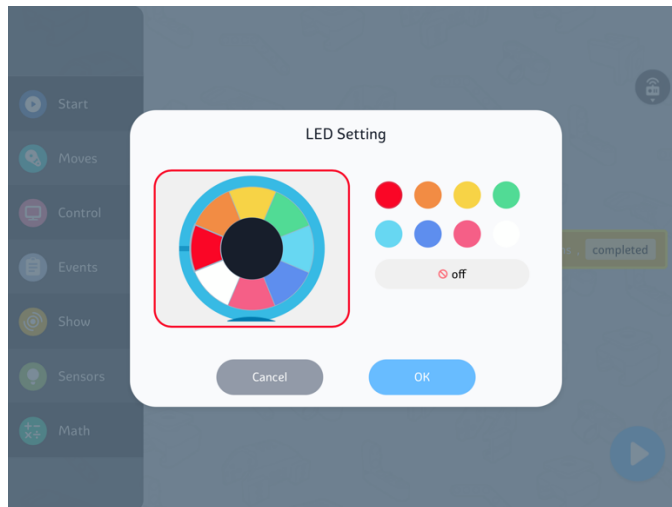 LED Setting
Start
Moves
Control
Events
Show
Sensors
Math
completed
off
Cancel
OK